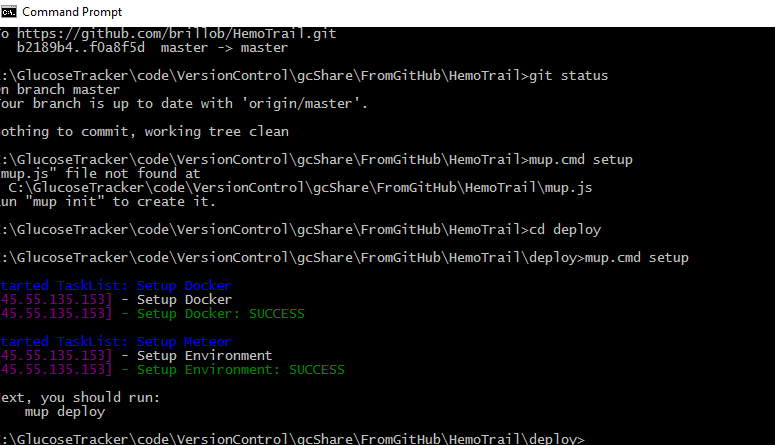 Command Prompt
o https://github.com/brillob/HemoTrail.git
b2189b4..f0a8f5d master -> master
:\GlucoseTracker\code\VersionControl\gcShare\FromGitHub\HemoTrail>git status
n branch master
our branch is up to date with 'origin/master'.
othing to commit, working tree clean
:\GlucoseTracker\code\VersionControl\gcShare\FromGitHub\HemoTrail>mup.cmd setup
mup.js" file not found at
C:\GlucoseTracker\code\VersionControl\gcShare\FromGitHub\HemoTrail\mup.js
un "mup init" to create it.
:\GlucoseTracker\code\VersionControl\gcShare\FromGitHub\HemoTrail>cd deploy
:\GlucoseTracker\code\VersionControl\gcShare\FromGitHub\HemoTrail\deploy>mup.cmd setup
tarted TaskList: Setup Docker
45.55.135.153] - Setup Docker
45.55.135.153] - Setup Docker: SUCCESS
tarted TaskList: Setup Meteor
45.55.135.153] - Setup Environment
45.55.135.153] - Setup Environment: SUCCESS
ext, you should run:
mup deploy
:\GlucoseTracker\code\VersionControl\gcShare\FromGitHub\HemoTrail\deploy>